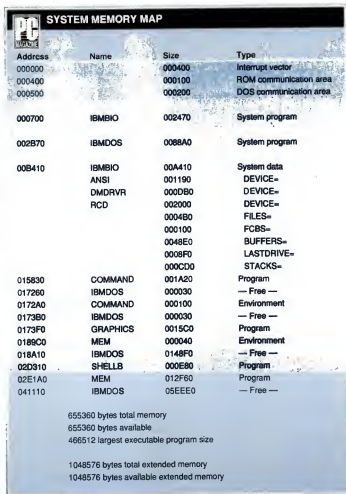 PC
MAGAZINE
SYSTEM MEMORY MAP
Address Name Size Type
000000 000400 Interrupt vector
000400 000100 ROM communication area
000500 000200 DOS communication area
000700 IBMBIO 002470 System program
002B70 IBMDOS 0088A0 System program
00B410 IBMBIO 00A410 System data
ANSI 001190 DEVICE=
DMDRVR 000DB0 DEVICE=
RCD 002000 DEVICE=
0004B0 FILES=
000100 FCBS=
0048E0 BUFFERS=
0008F0 LASTDRIVE=
000CD0 STACKS=
015830 COMMAND 001A20 Program
017260 IBMDOS 000030 — Free —
0172A0 COMMAND 000100 Environment
0173B0 IBMDOS 000030 — Free —
0173F0 GRAPHICS 0015C0 Program
0189C0 MEM 000040 Environment
018A10 IBMDOS 0148F0 — Free —
02D310 SHELLB 000E80 Program
02E1A0 MEM 012F60 Program
041110 IBMDOS 05EEE0 — Free —
655360 bytes total memory
655360 bytes available
466512 largest executable program size
1048576 bytes total extended memory
1048576 bytes available extended memory